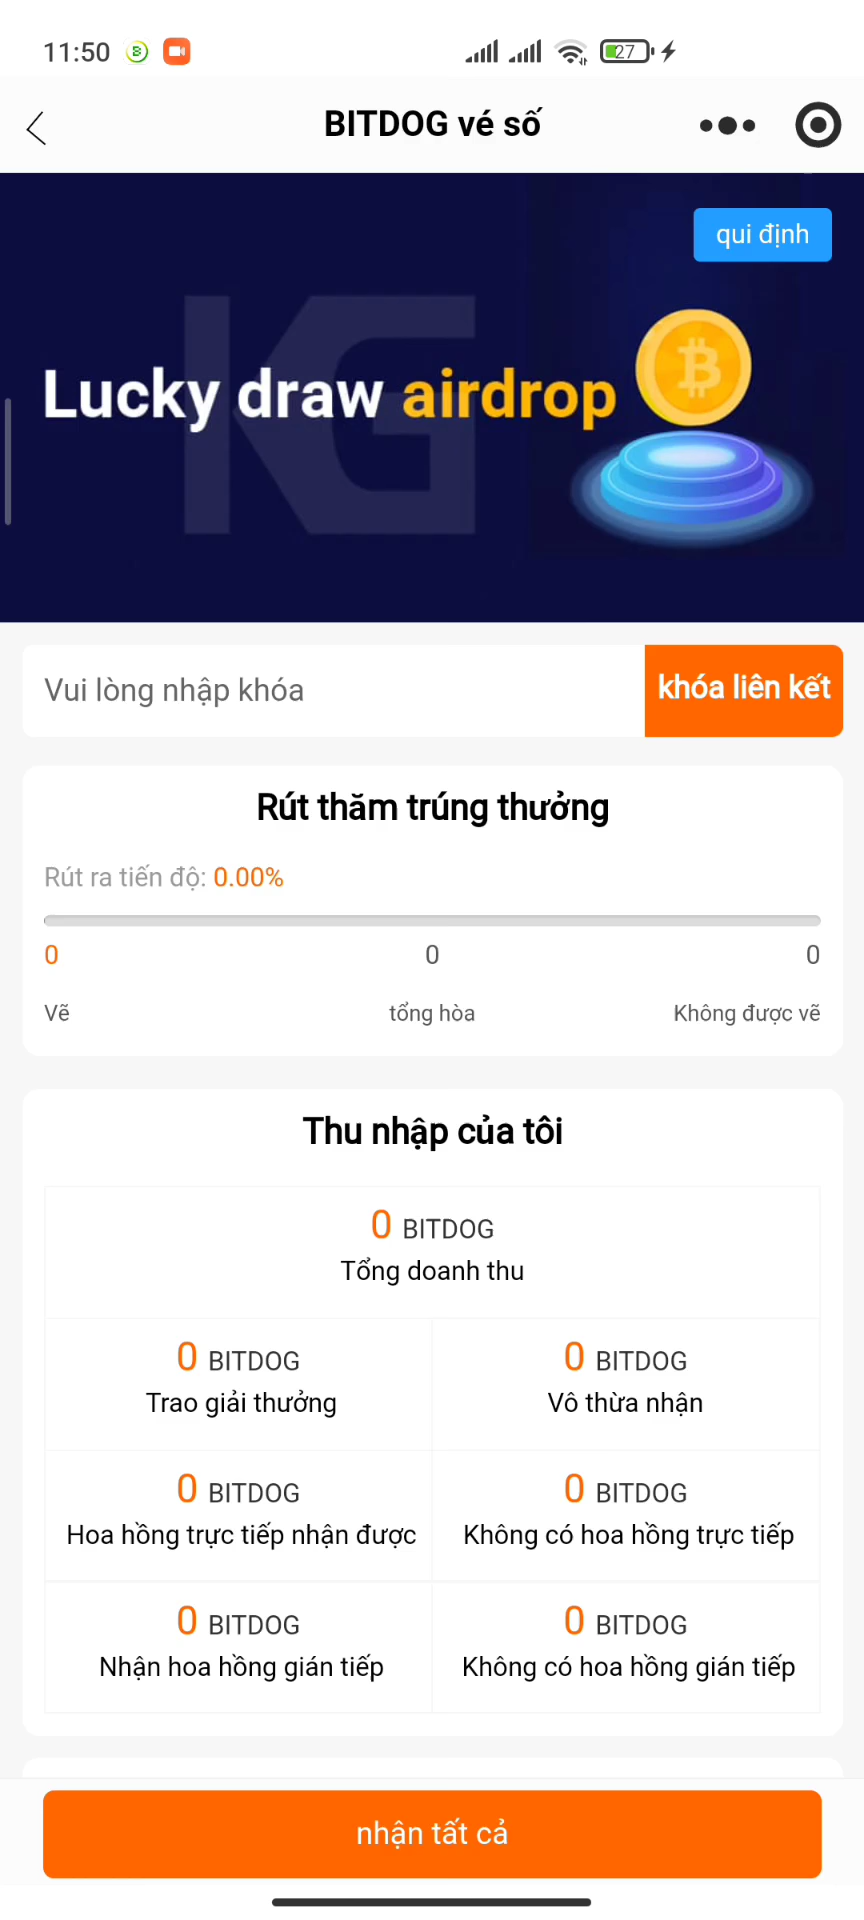 11:50
27
BITDOG vé số
qui định
KG
Lucky draw airdrop
Vui lòng nhập khóa
khóa liên kết
Rút thăm trúng thưởng
Rút ra tiến độ: 0.00%
0 0 0
Vẽ tổng hòa Không được vẽ
Thu nhập của tôi
0 BITDOG
Tổng doanh thu
0 BITDOG 0 BITDOG
Trao giải thưởng Vô thừa nhận
0 BITDOG 0 BITDOG
Hoa hồng trực tiếp nhận được Không có hoa hồng trực tiếp
0 BITDOG 0 BITDOG
Nhận hoa hồng gián tiếp Không có hoa hồng gián tiếp
nhận tất cả